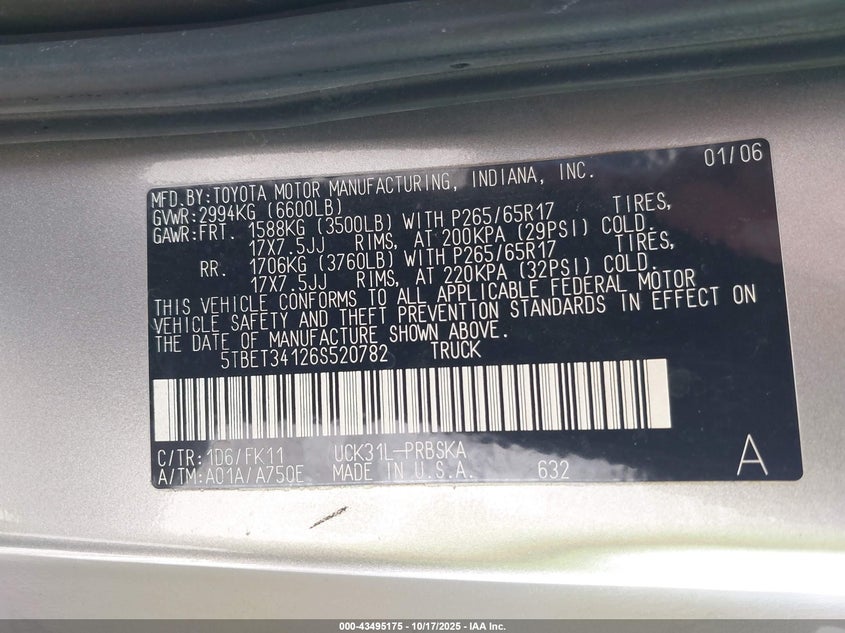 01/06
MFD.BY:TOYOTA MOTOR MANUFACTURING, INDIANA, INC.
GVWR:2994KG (6600LB)
GAWR:FRT. 1588KG (3500LB) WITH P265/65R17 TIRES,
17X7.5JJ RIMS, AT 200KPA (29PSI) COLD.
RR. 1706KG (3760LB) WITH P265/65R17 TIRES,
17X7.5JJ RIMS, AT 220KPA (32PSI) COLD.
THIS VEHICLE CONFORMS TO ALL APPLICABLE FEDERAL MOTOR
VEHICLE SAFETY AND THEFT PREVENTION STANDARDS IN EFFECT ON
THE DATE OF MANUFACTURE SHOWN ABOVE.
5TBET34126S520782 TRUCK
C/TR:1D6/FK11 UCK31L-PRBSKA
A/TM:A01A/A750E MADE IN U.S.A. 632 A
000-43495175 - 10/17/2025 - IAA Inc.